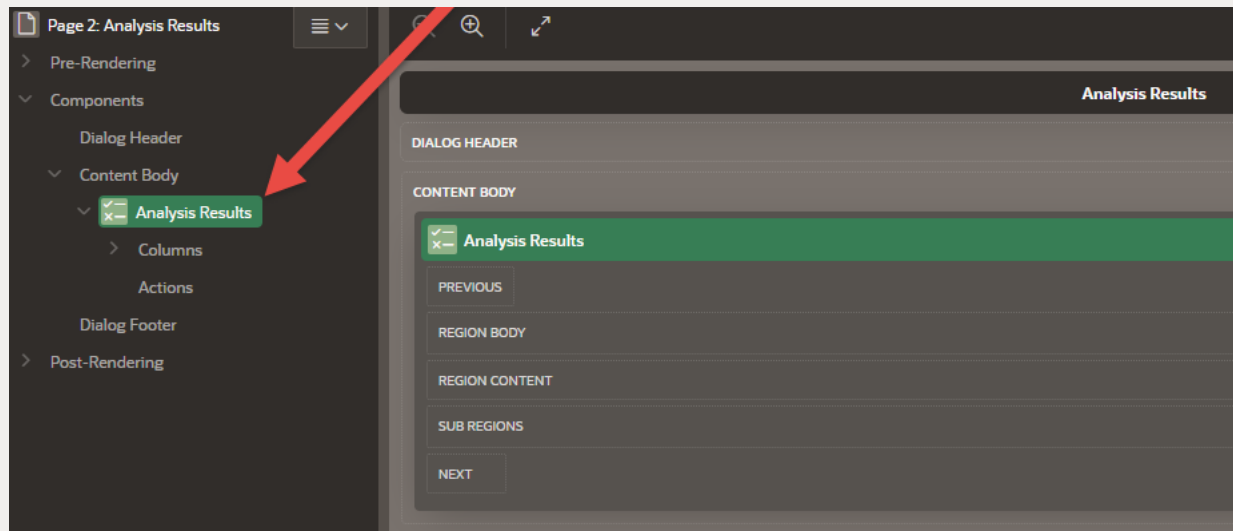 Page 2: Analysis Results
Pre-Rendering
Components
Dialog Header
Content Body
Analysis Results
Columns
Actions
Dialog Footer
Post-Rendering
Analysis Results
DIALOG HEADER
CONTENT BODY
Analysis Results
PREVIOUS
REGION BODY
REGION CONTENT
SUB REGIONS
NEXT